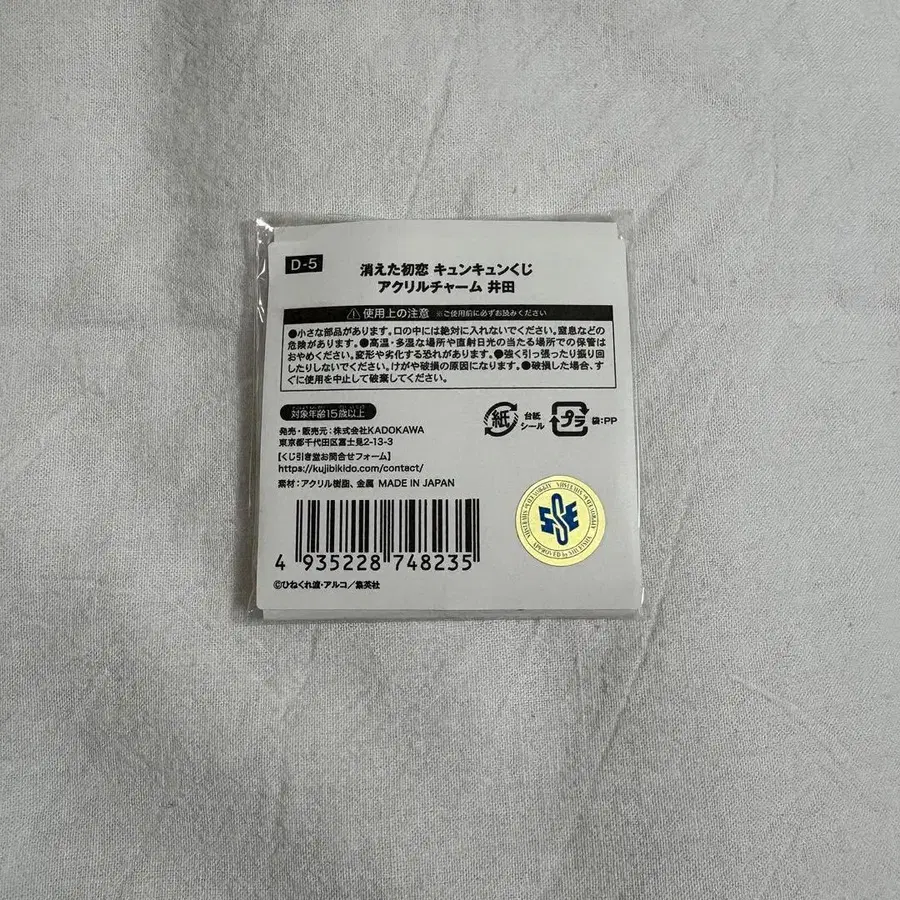 D-5
消えた初恋 キュンキュンくじ
アクリルチャーム 井田
使用上の注意 ※ご使用前に必ずお読みください
●小さな部品があります。口の中には絶対に入れないでください。窒息などの
危険があります。●高温・多湿な場所や直射日光の当たる場所での保管は
おやめください。変形や劣化する恐れがあります。●強く引っ張ったり振り回
したりしないでください。けがや破損の原因になります。●破損した場合、す
ぐに使用を中止して破棄してください。
対象年齢15歳以上
紙 台紙
シール
プラ 袋:PP
発売・販売元:株式会社KADOKAWA
東京都千代田区富士見2-13-3
【くじ引き堂お問合せフォーム】
https://kujibikido.com/contact/
素材:アクリル樹脂、金属 MADE IN JAPAN
4 935228 748235
©ひねくれ渡・アルコ/集英社